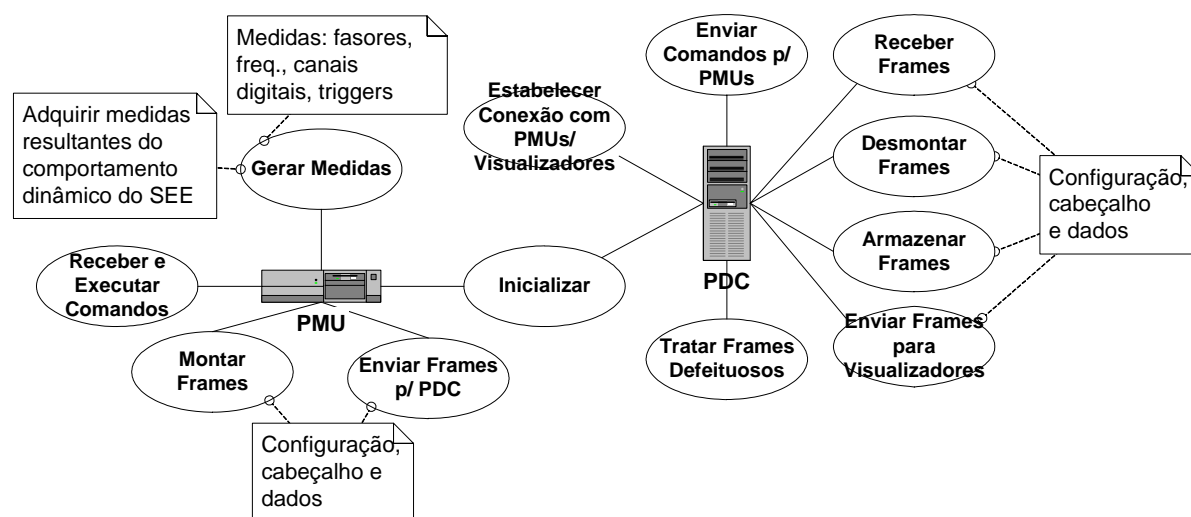 Medidas: fasores,
freq., canais
digitais, triggers
Adquirir medidas
resultantes do
comportamento
dinâmico do SEE
Gerar Medidas
Receber e
Executar
Comandos
PMU
Montar
Frames
Enviar Frames
p/ PDC
Configuração,
cabeçalho e
dados
Inicializar
Estabelecer
Conexão com
PMUs/
Visualizadores
Enviar
Comandos p/
PMUs
PDC
Tratar Frames
Defeituosos
Receber
Frames
Desmontar
Frames
Armazenar
Frames
Enviar Frames
para
Visualizadores
Configuração,
cabeçalho
e dados